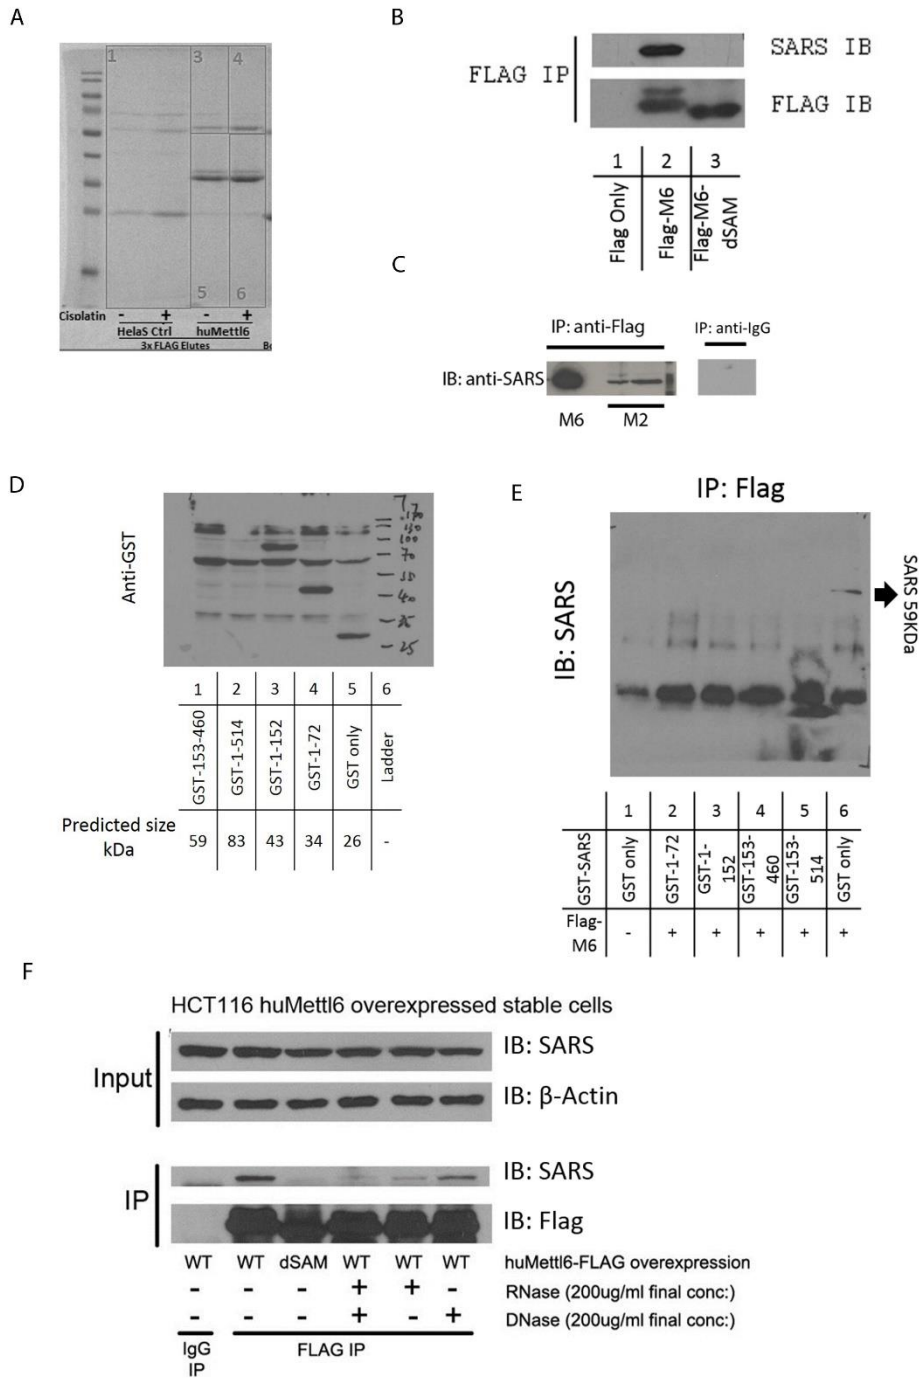 A
1
3
4
5
6
Cisplatin
- + - +
HelaS Ctrl huMettl6
3x FLAG Elutes
B
FLAG IP
SARS IB
FLAG IB
1 2 3
Flag Only
Flag-M6
Flag-M6-
dSAM
C
IP: anti-Flag
IP: anti-IgG
IB: anti-SARS
M6 M2
D
Anti-GST
130
100
70
55
40
35
25
1 2 3 4 5 6
GST-153-460
GST-1-514
GST-1-152
GST-1-72
GST only
Ladder
Predicted size
kDa
59 83 43 34 26 -
E
IP: Flag
IB: SARS
SARS 59KDa
1 2 3 4 5 6
GST-SARS
GST only
GST-1-72
GST-1-
152
GST-153-
460
GST-153-
514
GST only
Flag-
M6
- + + + + +
F
HCT116 huMettl6 overexpressed stable cells
Input
IB: SARS
IB: β-Actin
IP
IB: SARS
IB: Flag
WT WT dSAM WT WT WT huMettl6-FLAG overexpression
- - - + + - RNase (200ug/ml final conc:)
- - - + - + DNase (200ug/ml final conc:)
IgG
IP
FLAG IP